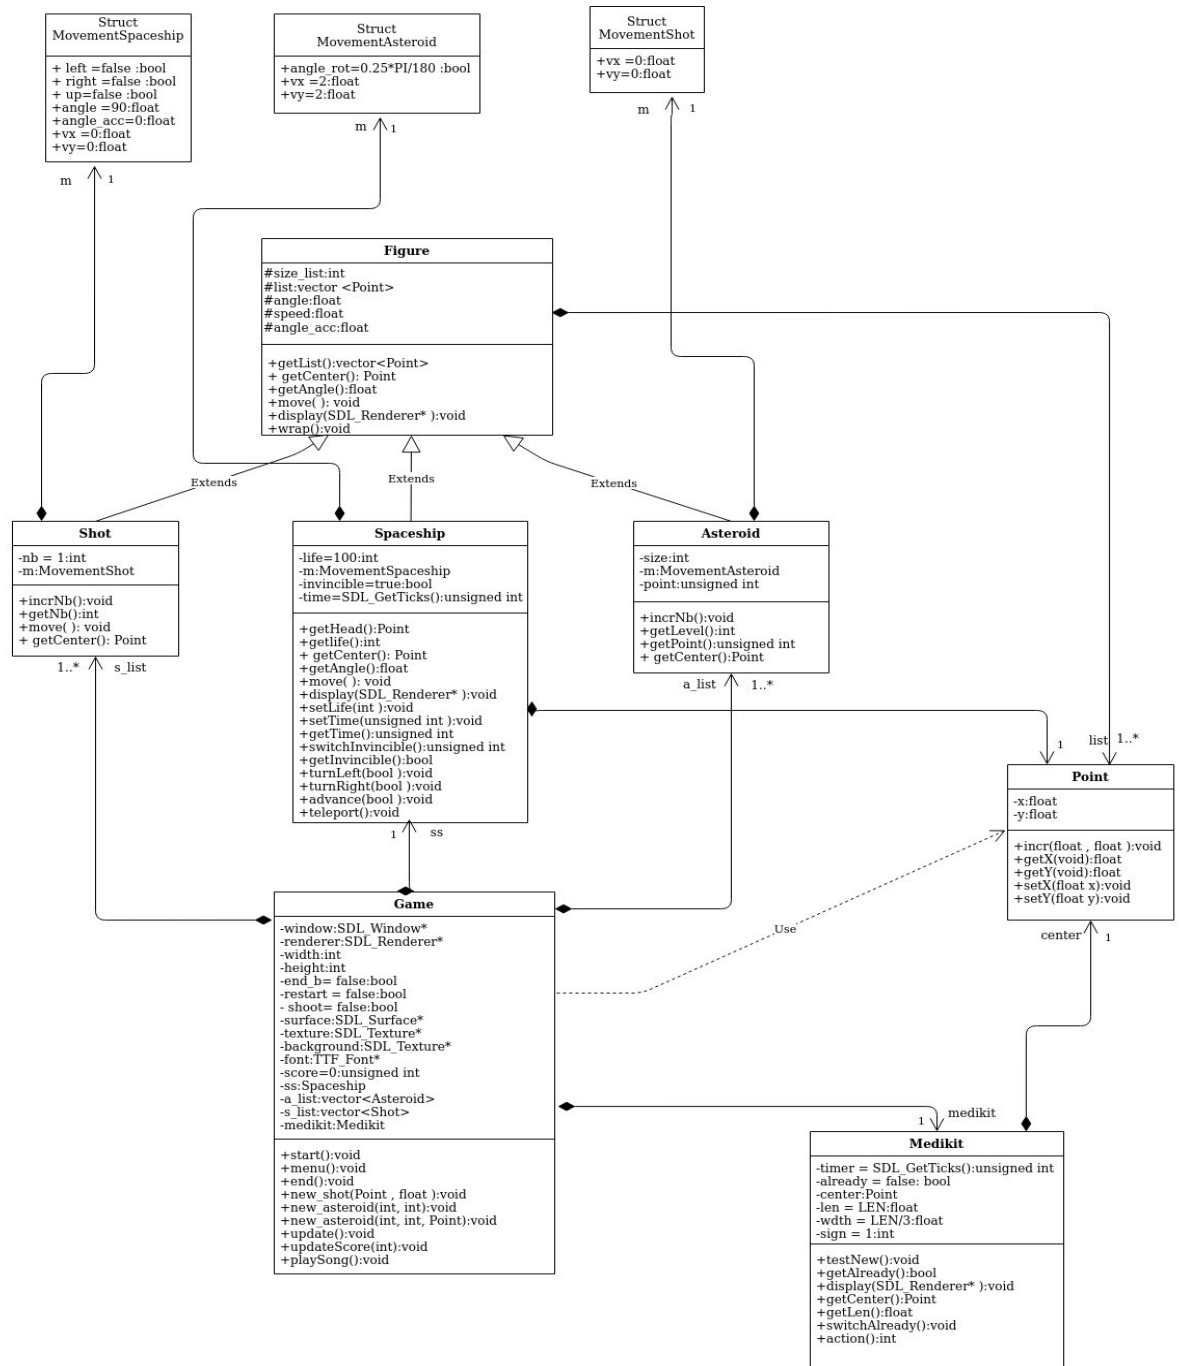 Struct
MovementSpaceship
+ left =false :bool
+ right =false :bool
+ up=false :bool
+angle =90:float
+angle_acc=0:float
+vx =0:float
+vy=0:float
m
1
Struct
MovementAsteroid
+angle_rot=0.25*PI/180 :bool
+vx =2:float
+vy=2:float
m
1
Struct
MovementShot
+vx =0:float
+vy=0:float
m
1
Figure
#size_list:int
#list:vector <Point>
#angle:float
#speed:float
#angle_acc:float
+getList():vector<Point>
+ getCenter(): Point
+getAngle():float
+move( ): void
+display(SDL_Renderer* ):void
+wrap():void
Extends
Extends
Extends
Shot
-nb = 1:int
-m:MovementShot
+incrNb():void
+getNb():int
+move( ): void
+ getCenter(): Point
1..*
s_list
Spaceship
-life=100:int
-m:MovementSpaceship
-invincible=true:bool
-time=SDL_GetTicks():unsigned int
+getHead():Point
+getlife():int
+ getCenter(): Point
+getAngle():float
+move( ): void
+display(SDL_Renderer* ):void
+setLife(int ):void
+setTime(unsigned int ):void
+getTime():unsigned int
+switchInvincible():unsigned int
+getInvincible():bool
+turnLeft(bool ):void
+turnRight(bool ):void
+advance(bool ):void
+teleport():void
1
ss
Asteroid
-size:int
-m:MovementAsteroid
-point:unsigned int
+incrNb():void
+getLevel():int
+getPoint():unsigned int
+ getCenter():Point
a_list
1..*
1
list
1..*
Point
-x:float
-y:float
+incr(float , float ):void
+getX(void):float
+getY(void):float
+setX(float x):void
+setY(float y):void
center
1
Use
Game
-window:SDL_Window*
-renderer:SDL_Renderer*
-width:int
-height:int
-end_b= false:bool
-restart = false:bool
- shoot= false:bool
-surface:SDL_Surface*
-texture:SDL_Texture*
-background:SDL_Texture*
-font:TTF_Font*
-score=0:unsigned int
-ss:Spaceship
-a_list:vector<Asteroid>
-s_list:vector<Shot>
-medikit:Medikit
+start():void
+menu():void
+end():void
+new_shot(Point , float ):void
+new_asteroid(int, int):void
+new_asteroid(int, int, Point):void
+update():void
+updateScore(int):void
+playSong():void
1
medikit
Medikit
-timer = SDL_GetTicks():unsigned int
-already = false: bool
-center:Point
-len = LEN:float
-wdth = LEN/3:float
-sign = 1:int
+testNew():void
+getAlready():bool
+display(SDL_Renderer* ):void
+getCenter():Point
+getLen():float
+switchAlready():void
+action():int